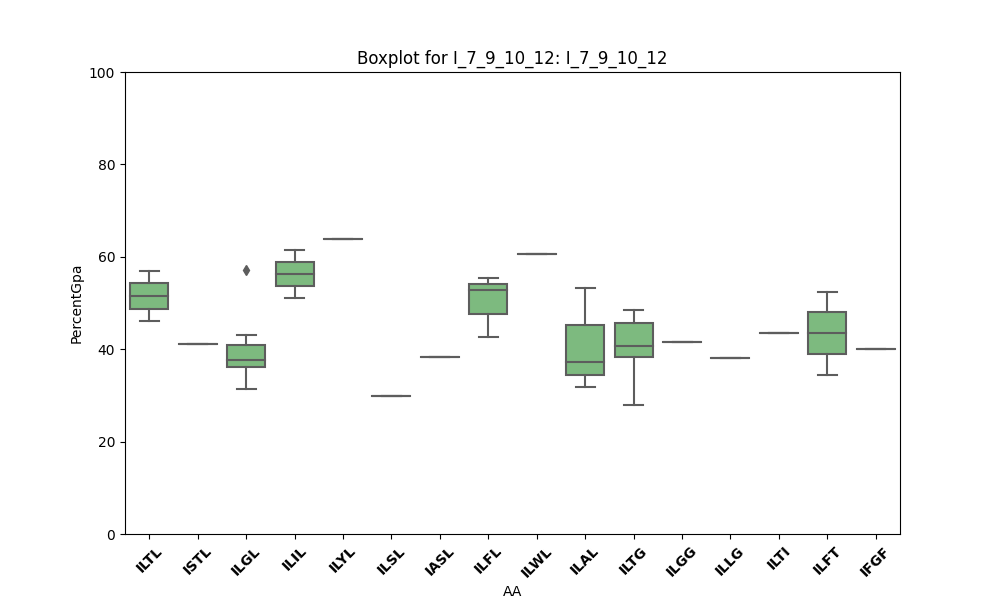 Boxplot for I_7_9_10_12: I_7_9_10_12
PercentGpa
100
80
60
40
20
0
ILTL ISTL ILGL ILIL ILYL ILSL IASL ILFL ILWL ILAL ILTG ILGG ILLG ILTI ILFT IFGF
AA